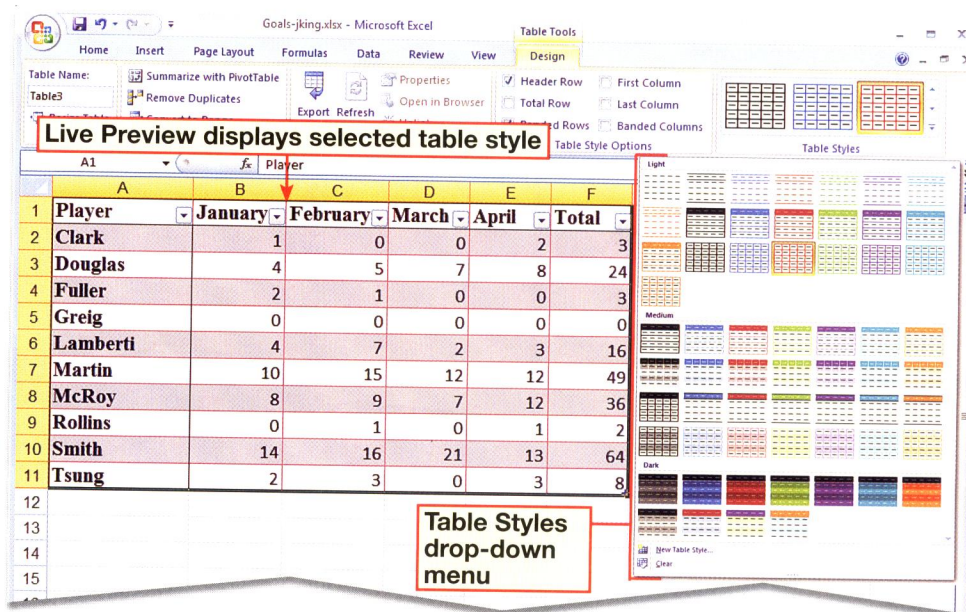 Goals-jking.xlsx - Microsoft Excel
Table Tools
Home Insert Page Layout Formulas Data Review View Design
Table Name:
Table3
Summarize with PivotTable
Remove Duplicates
Export Refresh
Properties
Open in Browser
Header Row First Column
Total Row Last Column
Rows Banded Columns
Table Style Options
Table Styles
Live Preview displays selected table style
A1 fx Player
A B C D E F
1 Player January February March April Total
2 Clark 1 0 0 2 3
3 Douglas 4 5 7 8 24
4 Fuller 2 1 0 0 3
5 Greig 0 0 0 0 0
6 Lamberti 4 7 2 3 16
7 Martin 10 15 12 12 49
8 McRoy 8 9 7 12 36
9 Rollins 0 1 0 1 2
10 Smith 14 16 21 13 64
11 Tsung 2 3 0 3 8
12
13
14
15
Light
Medium
Dark
New Table Style...
Clear
Table Styles
drop-down
menu